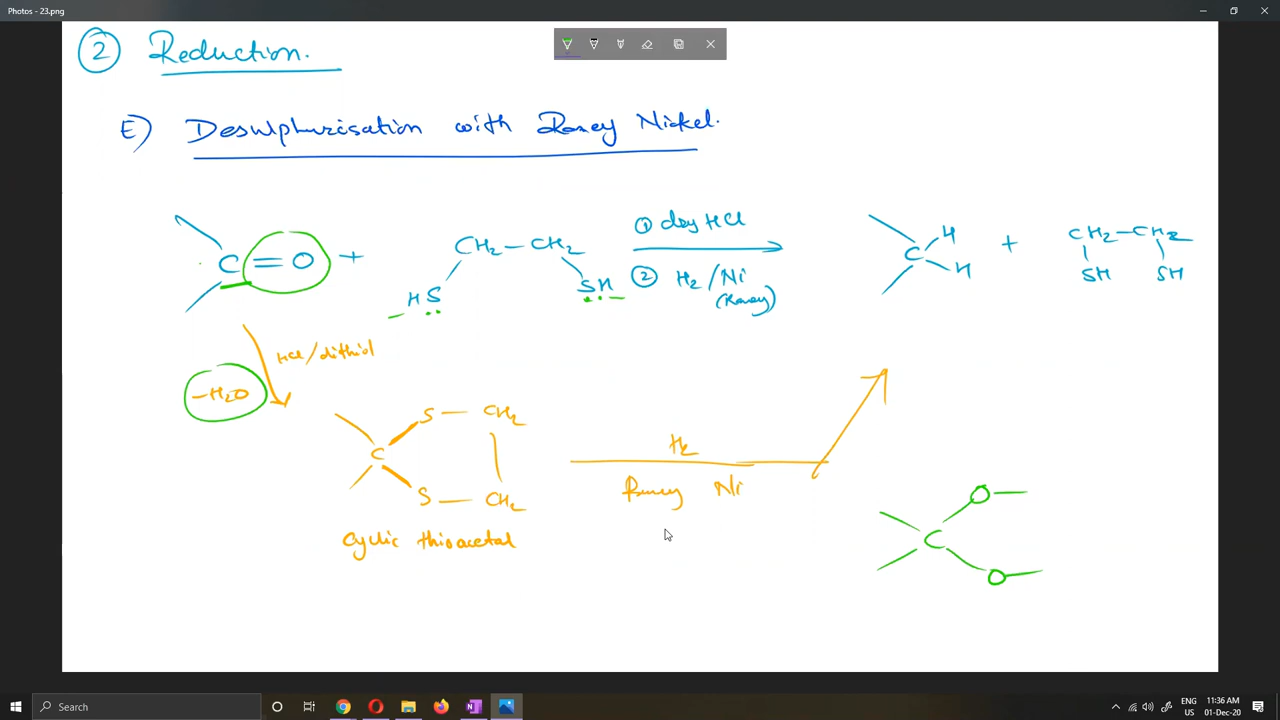 Photos - 23.png
② Reduction.
E) Desulphurisation with Raney Nickel.
C = O + CH2 - CH2 ① dry HCl C H H + CH2 - CH2
HS SH ② H2/Ni SH SH
(Raney)
HCl/dithiol
-H2O
S - CH2
C
S - CH2
H2
Raney Ni
cyclic thioacetal
O
C
O
Search
ENG 11:36 AM
US 01-Dec-20